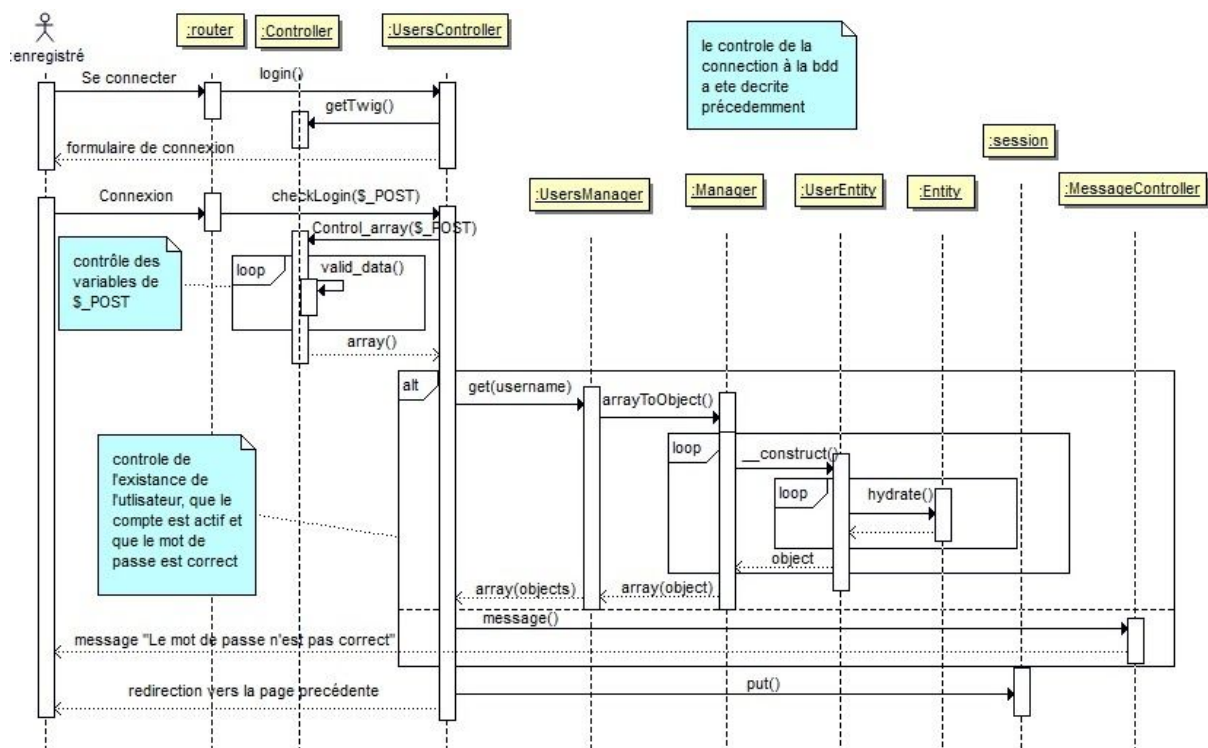 :enregistré
:router
:Controller
:UsersController
le controle de la
connection à la bdd
a ete decrite
précedemment
Se connecter
login()
getTwig()
formulaire de connexion
:session
:UsersManager
:Manager
:UserEntity
:Entity
:MessageController
Connexion
checkLogin($_POST)
Control_array($_POST)
contrôle des
variables de
$_POST
loop
valid_data()
array()
alt
get(username)
arrayToObject()
loop
__construct()
loop
hydrate()
controle de
l'existance de
l'utlisateur, que le
compte est actif et
que le mot de
passe est correct
object
array(objects)
array(object)
message()
message "Le mot de passe n'est pas correct"
put()
redirection vers la page precédente